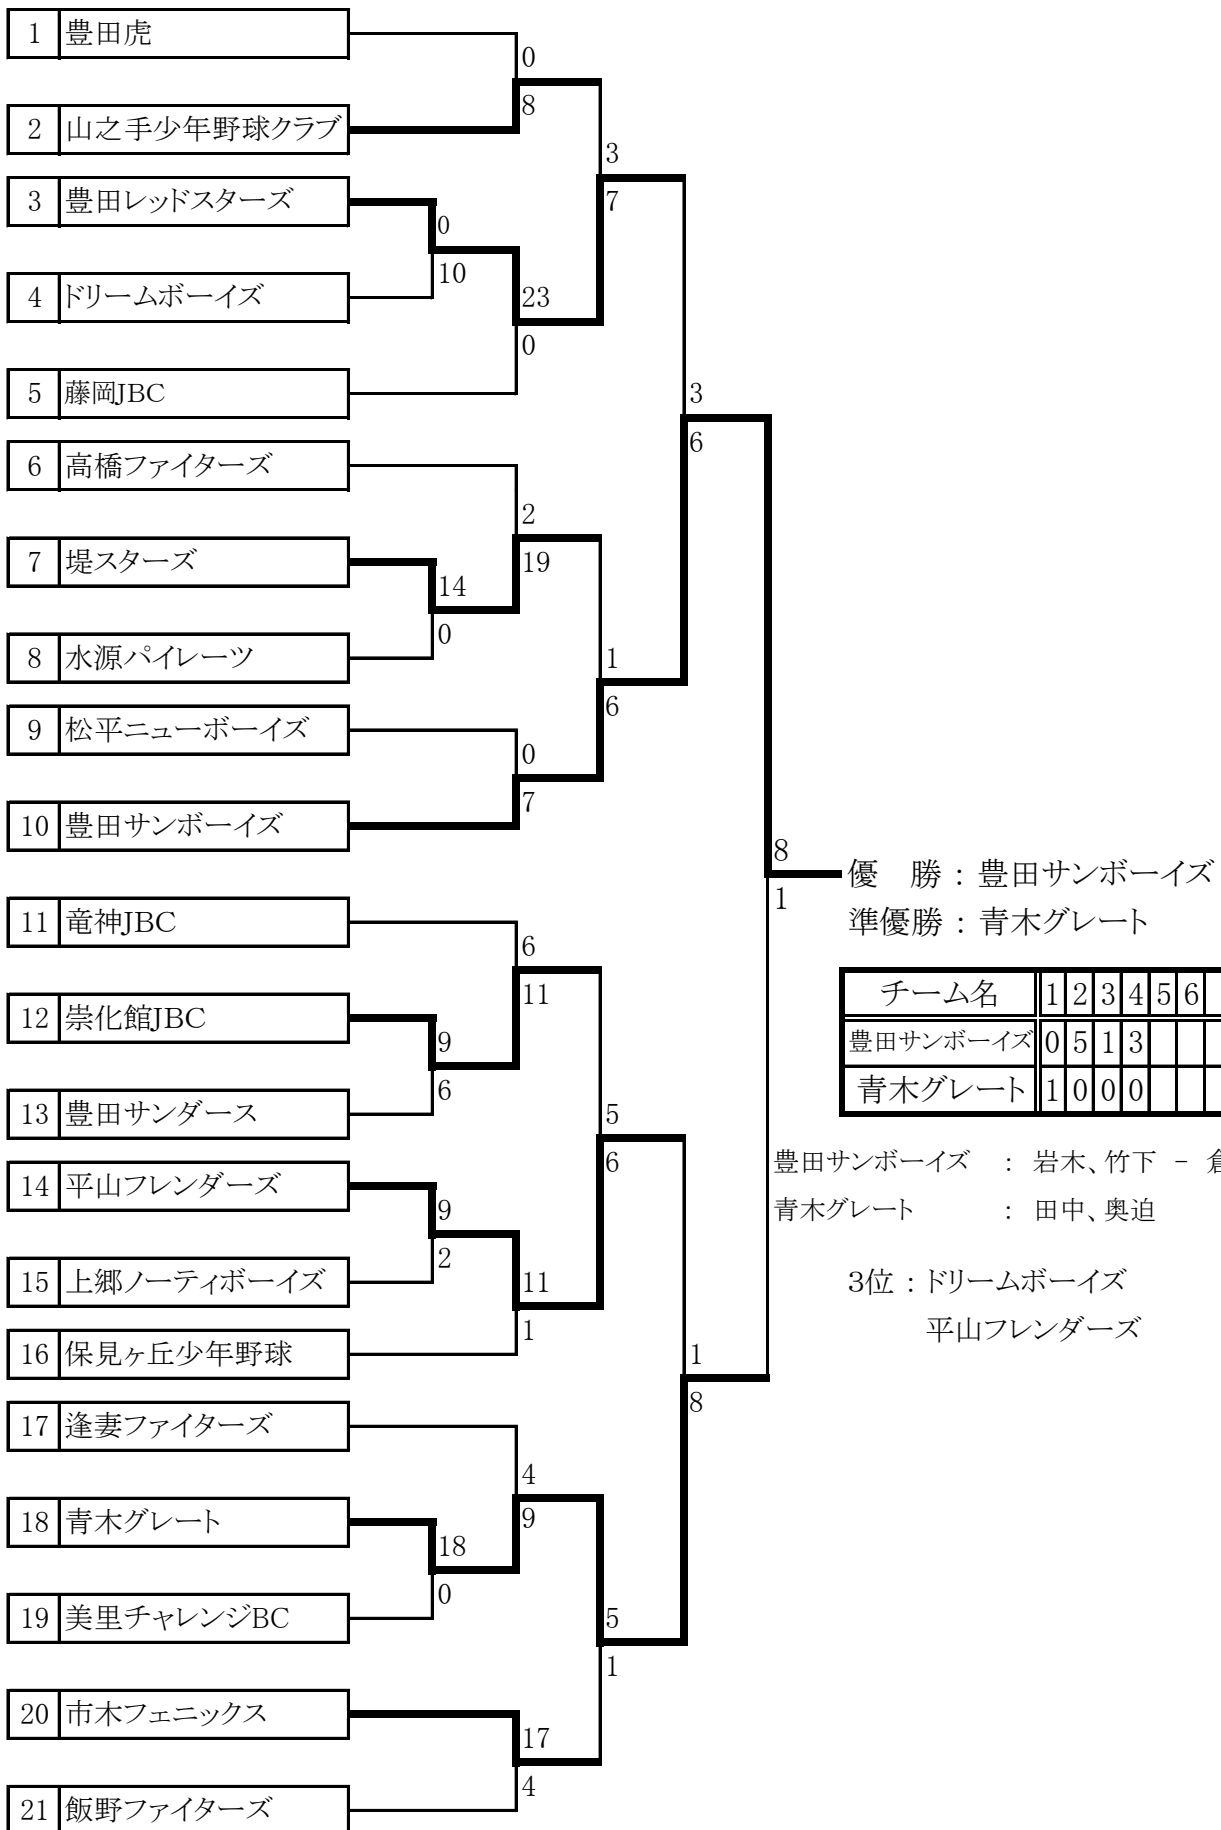 1 豊田虎
0
8
2 山之手少年野球クラブ
3
7
3 豊田レッドスターズ
0
10
4 ドリームボーイズ
23
0
5 藤岡JBC
3
6
6 高橋ファイターズ
2
19
7 堤スターズ
14
0
8 水源パイレーツ
1
6
9 松平ニューボーイズ
0
7
10 豊田サンボーイズ
8
1
優　勝：豊田サンボーイズ
準優勝：青木グレート
11 竜神JBC
6
11
チーム名 1 2 3 4 5 6
豊田サンボーイズ 0 5 1 3
青木グレート 1 0 0 0
12 崇化館JBC
9
6
13 豊田サンダース
5
6
豊田サンボーイズ ： 岩木、竹下 － 倉
青木グレート ： 田中、奥迫
14 平山フレンダーズ
9
2
15 上郷ノーティボーイズ
11
1
3位：ドリームボーイズ
平山フレンダーズ
16 保見ヶ丘少年野球
1
8
17 逢妻ファイターズ
4
9
18 青木グレート
18
0
19 美里チャレンジBC
5
1
20 市木フェニックス
17
4
21 飯野ファイターズ